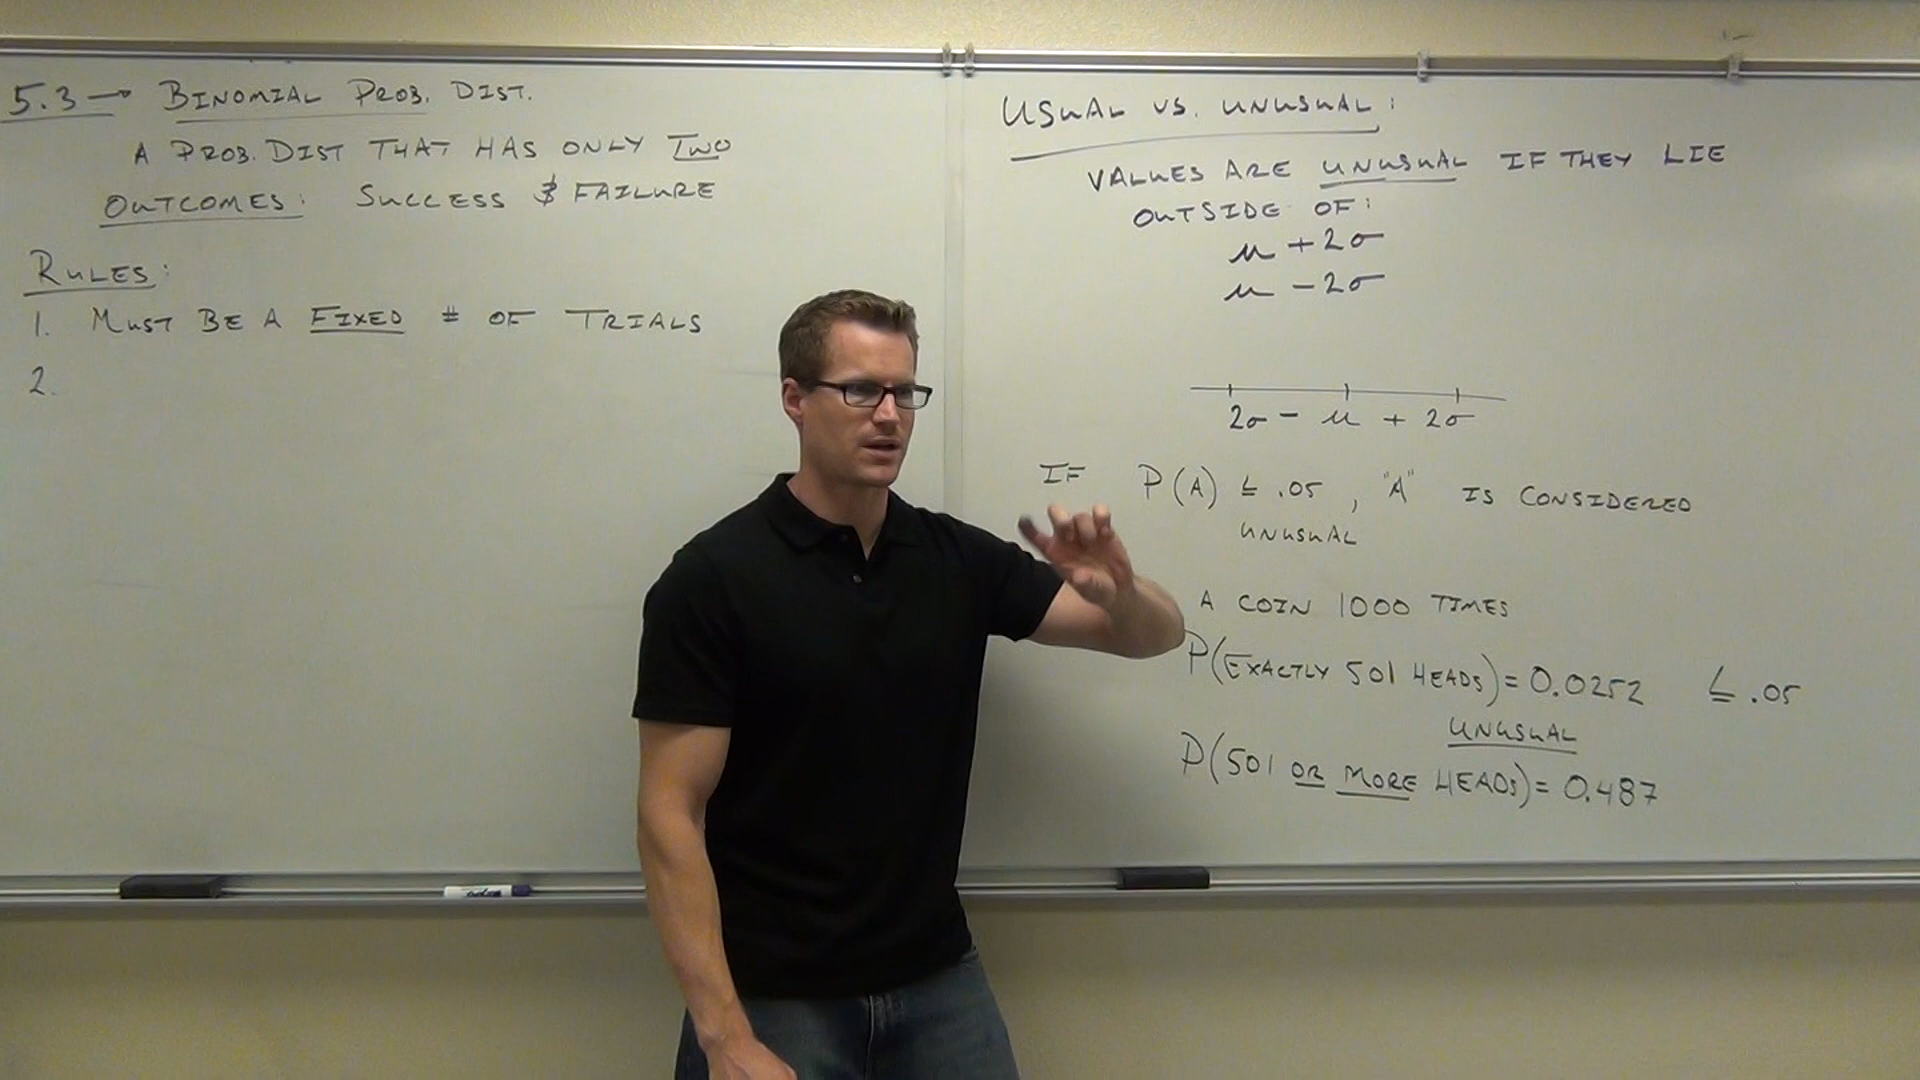 5.3 → BINOMIAL PROB. DIST.
A PROB. DIST THAT HAS ONLY TWO
OUTCOMES: SUCCESS & FAILURE
RULES:
1. MUST BE A FIXED # OF TRIALS
2.
USUAL VS. UNUSUAL:
VALUES ARE UNUSUAL IF THEY LIE
OUTSIDE OF:
μ + 2σ
μ - 2σ
2σ - μ + 2σ
IF P(A) ≤ .05, "A" IS CONSIDERED
UNUSUAL
A COIN 1000 TIMES
P(EXACTLY 501 HEADS) = 0.0252 ≤ .05
UNUSUAL
P(501 OR MORE HEADS) = 0.487